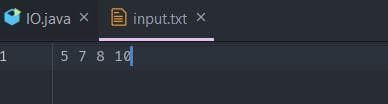 IO.java × input.txt ×
1 5 7 8 10